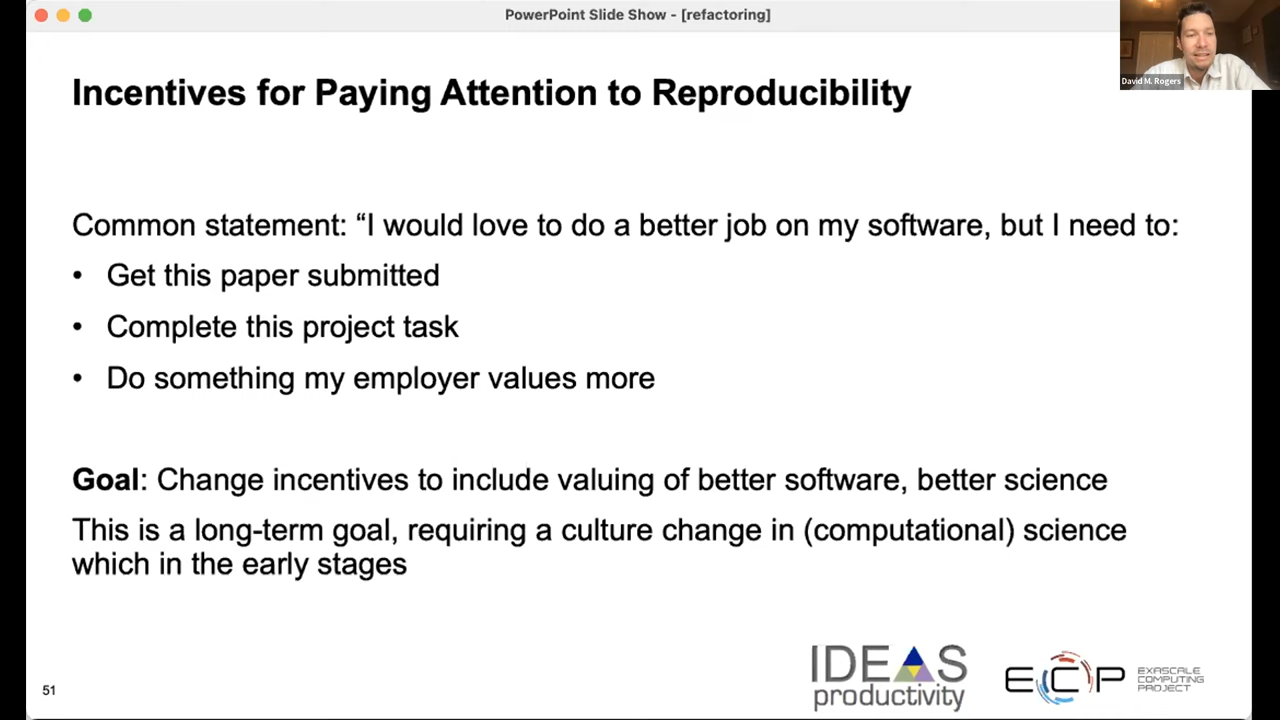 PowerPoint Slide Show - [refactoring]
David M. Rogers
Incentives for Paying Attention to Reproducibility
Common statement: “I would love to do a better job on my software, but I need to:
• Get this paper submitted
• Complete this project task
• Do something my employer values more
Goal: Change incentives to include valuing of better software, better science
This is a long-term goal, requiring a culture change in (computational) science
which in the early stages
51
IDEAS
productivity
ECP
EXASCALE
COMPUTING
PROJECT